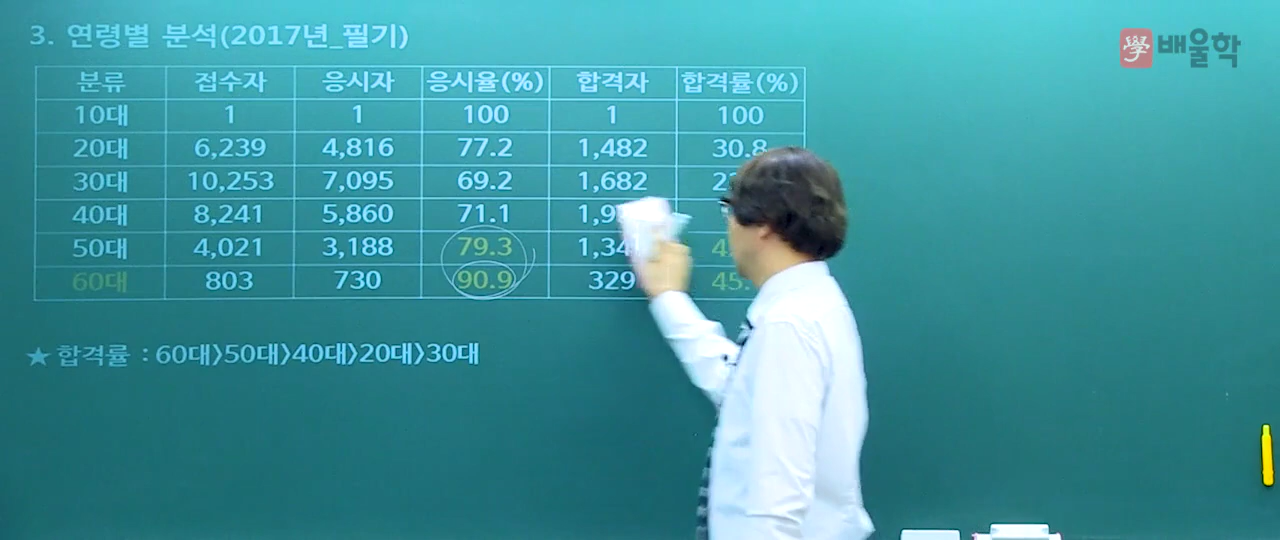 3. 연령별 분석(2017년_필기)
學 배울학
분류 접수자 응시자 응시율(%) 합격자 합격률(%)
10대 1 1 100 1 100
20대 6,239 4,816 77.2 1,482 30.8
30대 10,253 7,095 69.2 1,682
40대 8,241 5,860 71.1
50대 4,021 3,188 79.3
60대 803 730 90.9 329
★ 합격률 : 60대>50대>40대>20대>30대